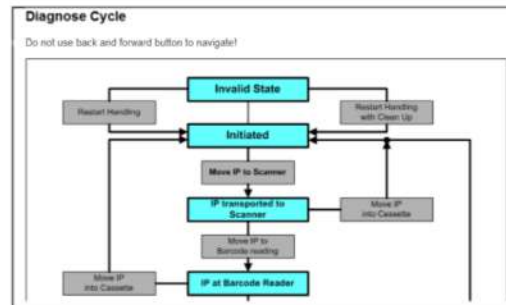 Diagnose Cycle
Do not use back and forward button to navigate!
Invalid State
Restart Handling
Restart Handling
with Clean Up
Initiated
Move IP to Scanner
IP transported to
Scanner
Move IP
into Cassette
Move IP to
Barcode reading
Move IP
into Cassette
IP at Barcode Reader